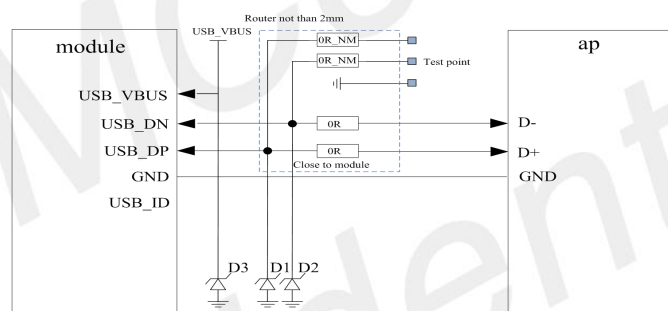 Router not than 2mm
USB_VBUS
module
ap
0R_NM
0R_NM
Test point
USB_VBUS
USB_DN
0R
D-
USB_DP
0R
D+
Close to module
GND
GND
USB_ID
D3
D1
D2